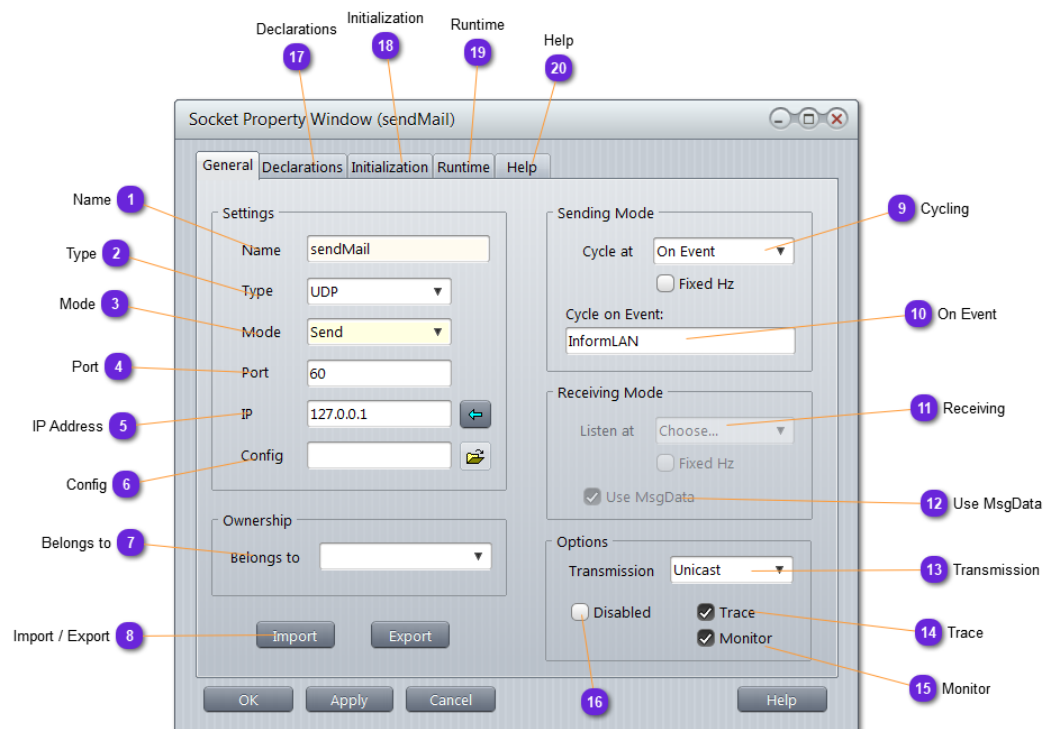 Initialization
Declarations
Runtime
18
Help
17
19
20
Socket Property Window (sendMail)
General Declarations Initialization Runtime Help
Name 1
Settings
Sending Mode
9 Cycling
Name sendMail
Cycle at On Event
Type 2
Type UDP
Fixed Hz
Mode 3
Mode Send
Cycle on Event:
10 On Event
InformLAN
Port 4
Port 60
Receiving Mode
IP Address 5
IP 127.0.0.1
Listen at Choose...
11 Receiving
Config 6
Config
Fixed Hz
Use MsgData
12 Use MsgData
Ownership
Belongs to 7
Belongs to
Options
Transmission Unicast
13 Transmission
Disabled
Trace
14 Trace
Import / Export 8
Import
Export
Monitor
15 Monitor
16
OK
Apply
Cancel
Help